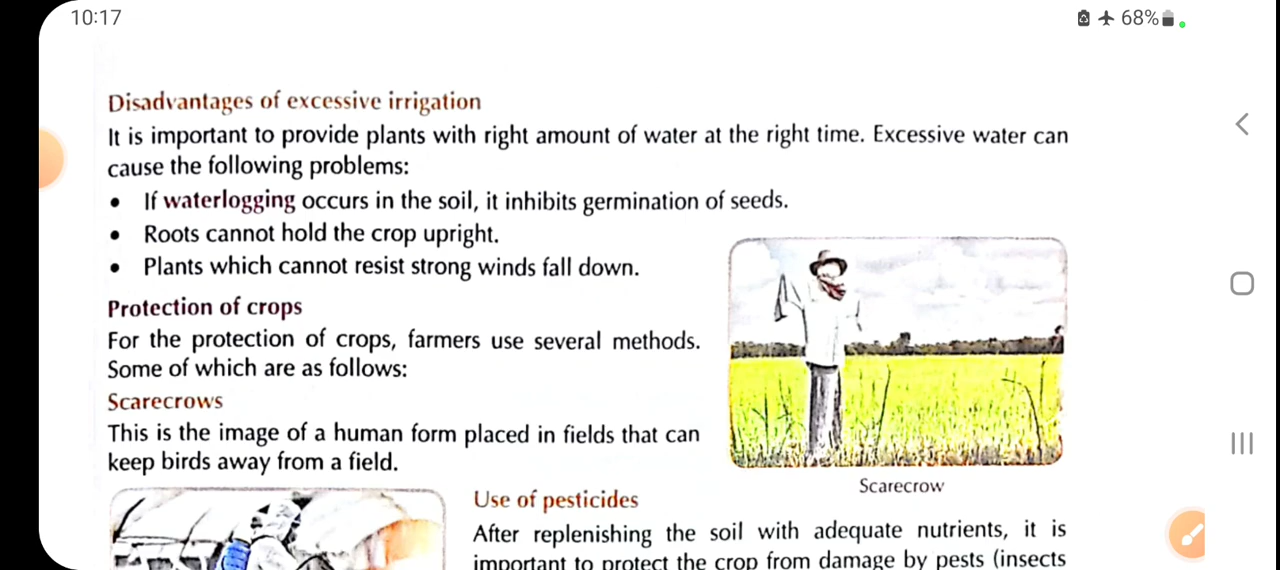 10:17
68%
Disadvantages of excessive irrigation
It is important to provide plants with right amount of water at the right time. Excessive water can
cause the following problems:
• If waterlogging occurs in the soil, it inhibits germination of seeds.
• Roots cannot hold the crop upright.
• Plants which cannot resist strong winds fall down.
Protection of crops
For the protection of crops, farmers use several methods.
Some of which are as follows:
Scarecrows
This is the image of a human form placed in fields that can
keep birds away from a field.
Scarecrow
Use of pesticides
After replenishing the soil with adequate nutrients, it is
important to protect the crop from damage by pests (insects